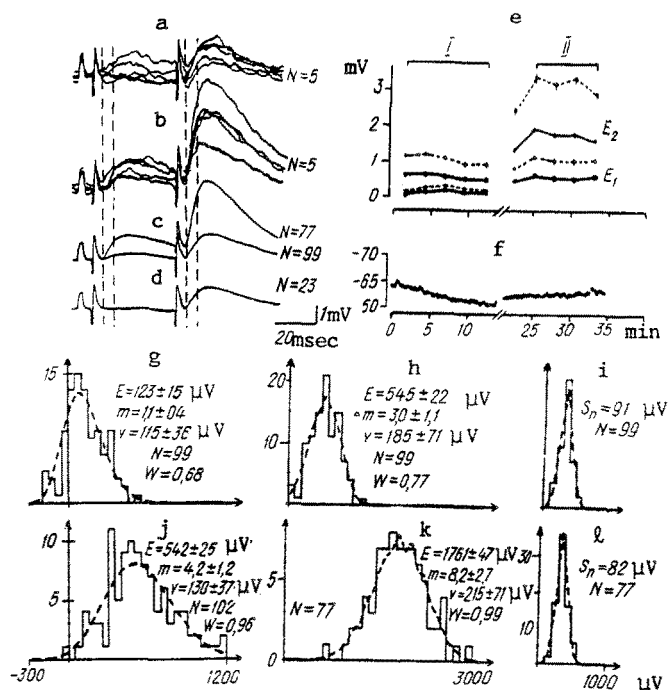 a
N=5
b
N=5
c
N=77
N=99
d
N=23
1mV
20msec
e
I
II
mV
3
2
1
0
E2
E1
f
-70
-65
50
0
5
10
25
30
35
min
g
15
5
E=123±15 μV
m=1,1±04
v=115±36 μV
N=99
W=0,68
h
20
10
E=545±22 μV
m=3,0±1,1
v=185±71 μV
N=99
W=0,77
i
Sn=91 μV
N=99
j
10
5
0
E=542±25 μV
m=4,2±1,2
v=130±37 μV
N=102
W=0,96
-300
1200
k
5
0
N=77
E=1761±47 μV
m=8,2±2,7
v=215±71 μV
W=0,99
3000
l
30
10
Sn=82 μV
N=77
1000
μV